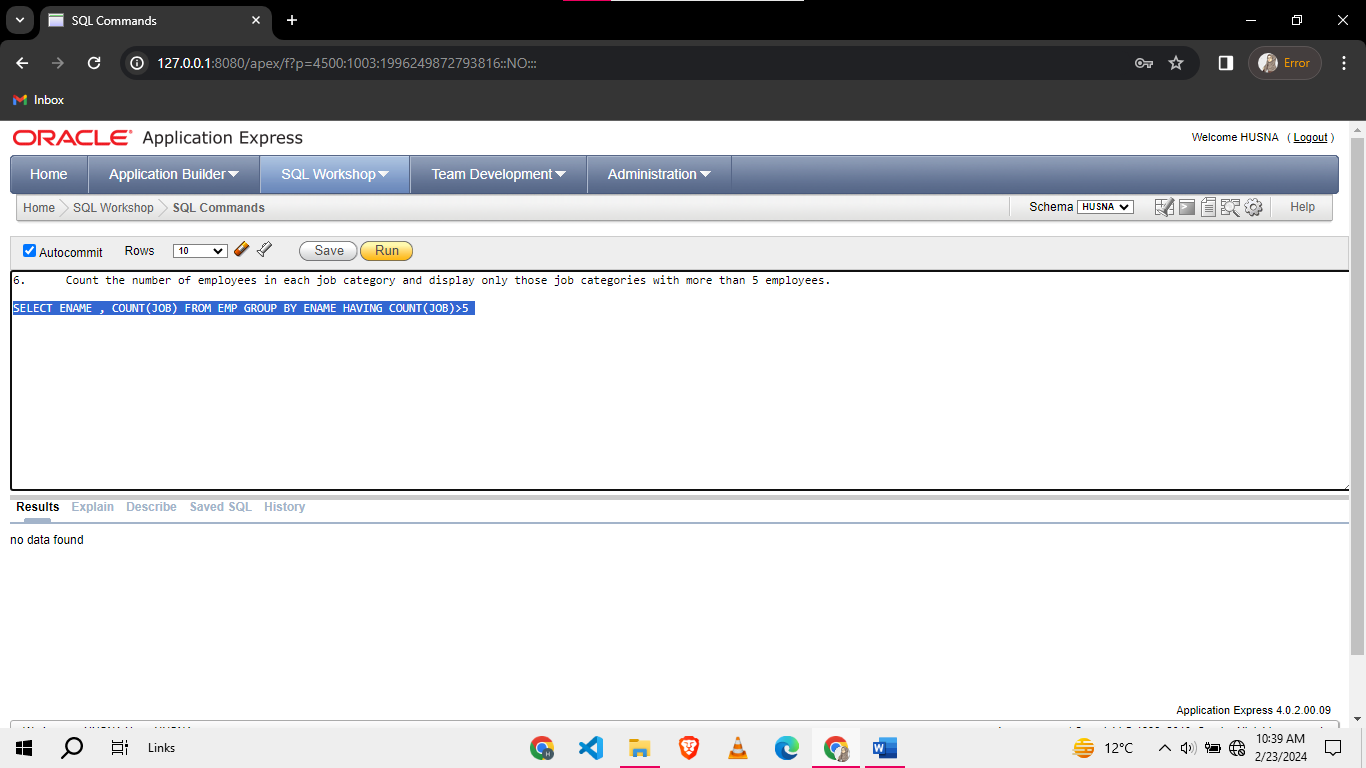 SQL Commands
127.0.0.1:8080/apex/f?p=4500:1003:1996249872793816::NO:::
Error
Inbox
ORACLE Application Express
Welcome HUSNA ( Logout )
Home Application Builder SQL Workshop Team Development Administration
Home SQL Workshop SQL Commands
Schema HUSNA Help
Autocommit Rows 10 Save Run
6. Count the number of employees in each job category and display only those job categories with more than 5 employees.
SELECT ENAME , COUNT(JOB) FROM EMP GROUP BY ENAME HAVING COUNT(JOB)>5
Results Explain Describe Saved SQL History
no data found
Application Express 4.0.2.00.09
Links
12°C
10:39 AM
2/23/2024